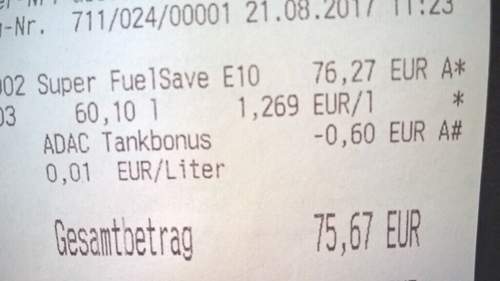 g-Nr. 711/024/00001 21.08.2017 11:23
002 Super FuelSave E10 76,27 EUR A*
03 60,10 l 1,269 EUR/l *
ADAC Tankbonus -0,60 EUR A#
0,01 EUR/Liter
Gesamtbetrag 75,67 EUR